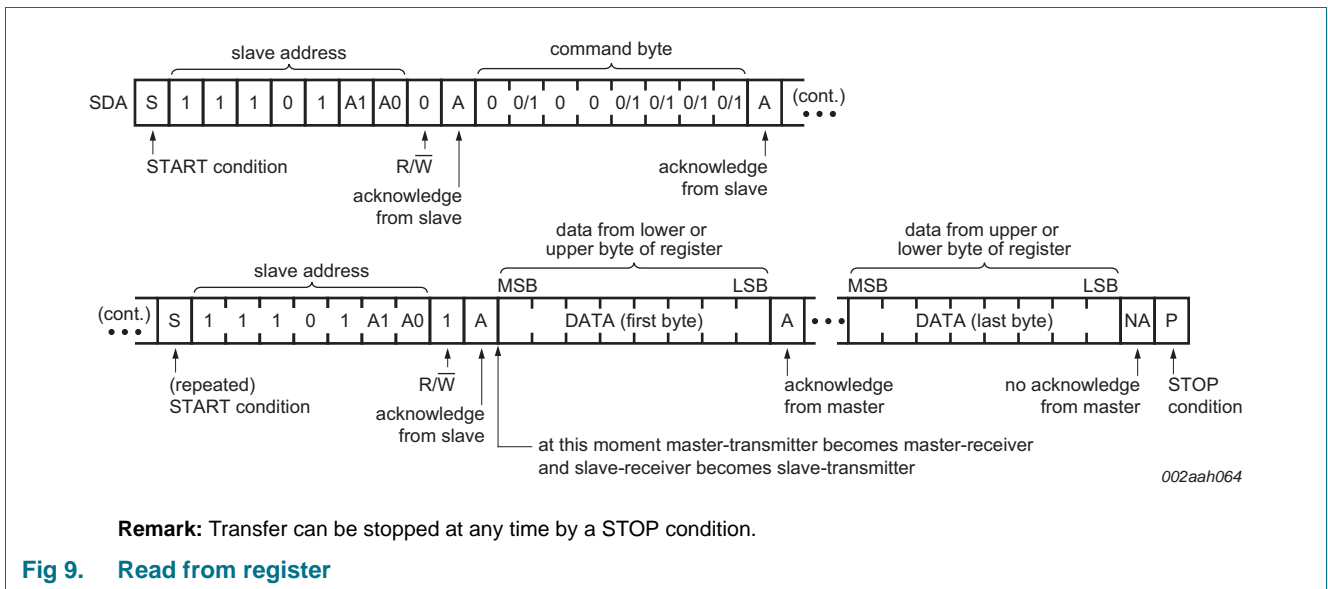 slave address command byte
SDA S 1 1 1 0 1 A1 A0 0 A 0 0/1 0 0 0/1 0/1 0/1 0/1 A (cont.)
START condition R/W̅ acknowledge from slave acknowledge from slave
data from lower or upper byte of register data from upper or lower byte of register
slave address MSB LSB MSB LSB
(cont.) S 1 1 1 0 1 A1 A0 1 A DATA (first byte) A DATA (last byte) NA P
(repeated) START condition R/W̅ acknowledge from slave acknowledge from master no acknowledge from master STOP condition
at this moment master-transmitter becomes master-receiver
and slave-receiver becomes slave-transmitter
002aah064
Remark: Transfer can be stopped at any time by a STOP condition.
Fig 9. Read from register